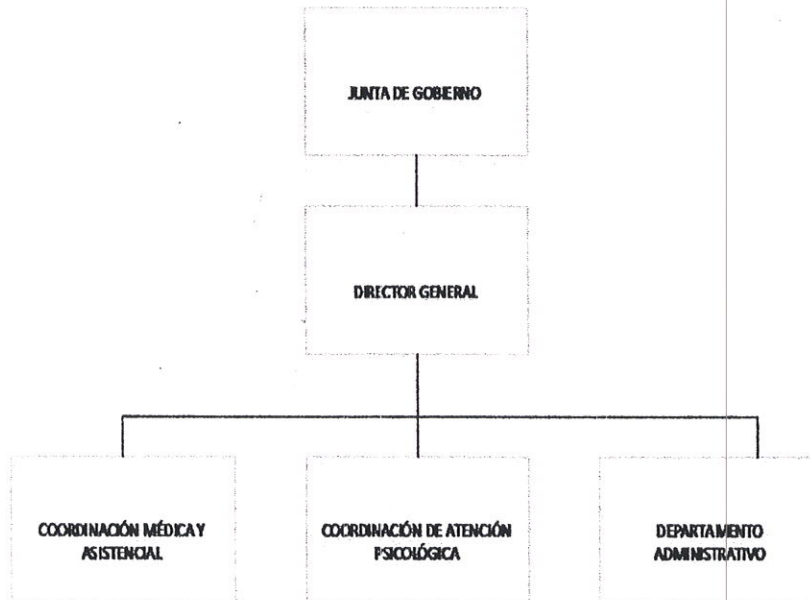 JUNTA DE GOBIERNO
DIRECTOR GENERAL
COORDINACIÓN MÉDICA Y
ASISTENCIAL
COORDINACIÓN DE ATENCIÓN
PSICOLÓGICA
DEPARTAMENTO
ADMINISTRATIVO